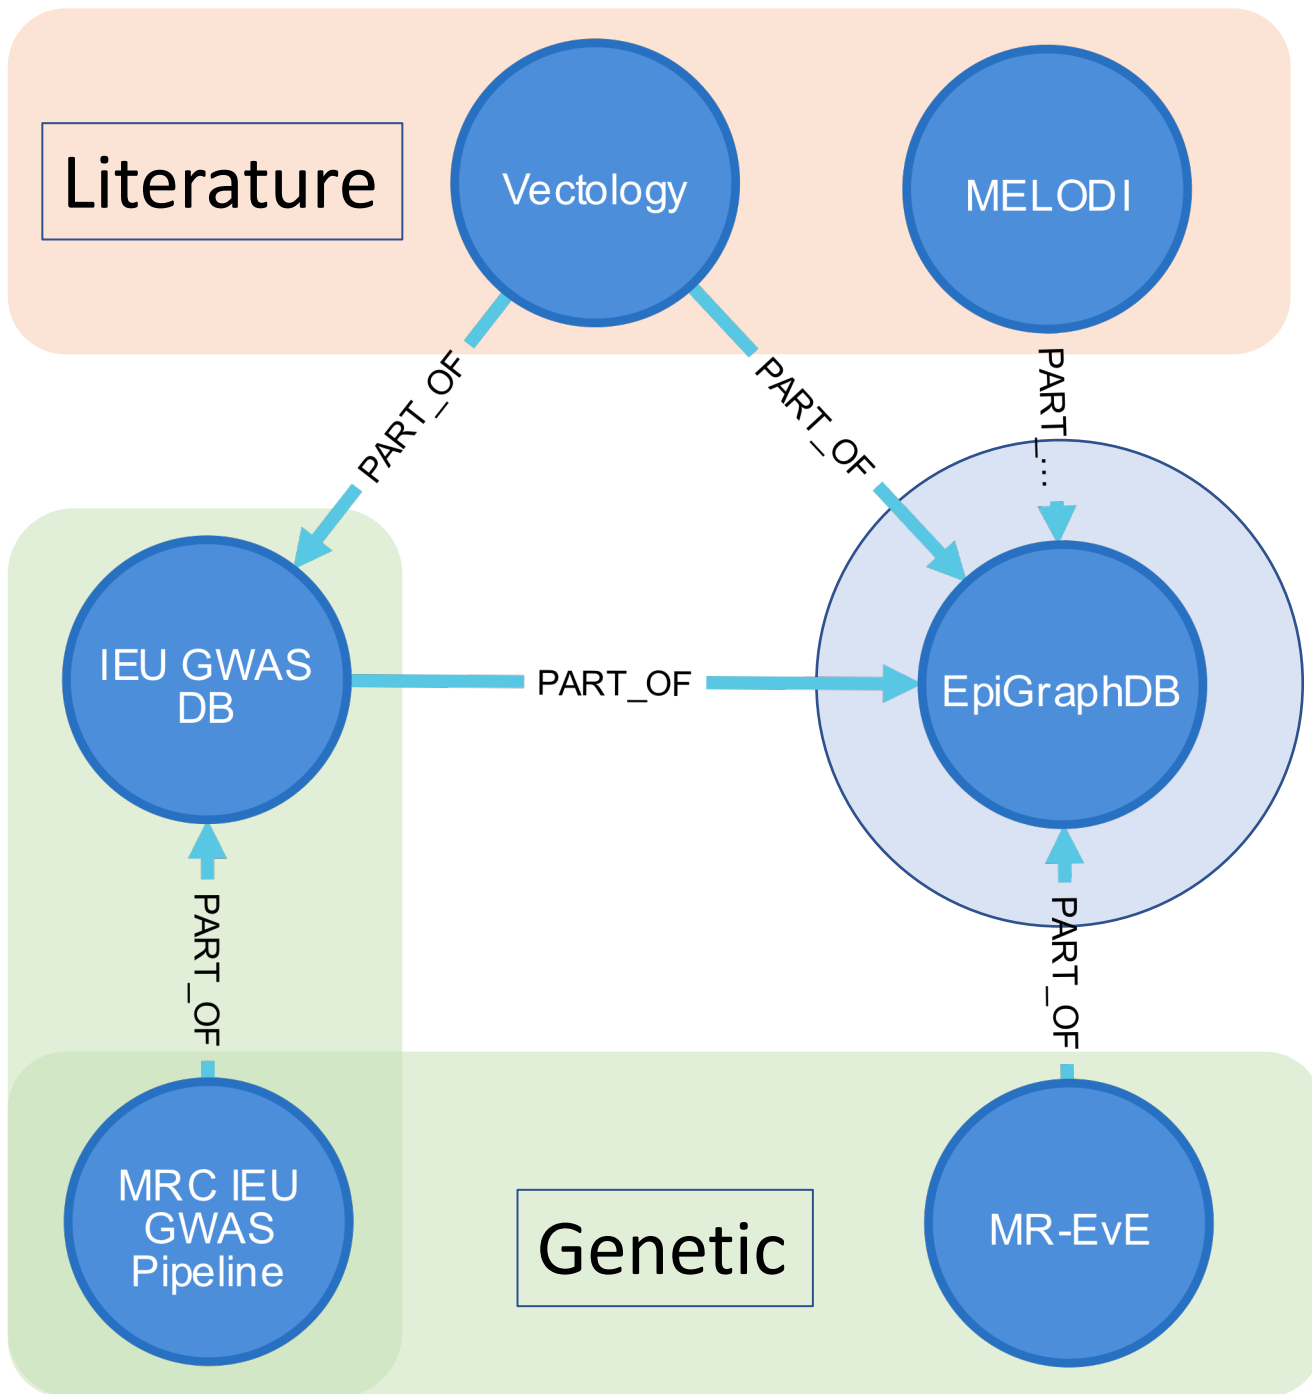 Literature
Vectology
MELODI
PART_OF
PART_OF
PART_...
IEU GWAS
DB
PART_OF
EpiGraphDB
PART_OF
PART_OF
MRC IEU
GWAS
Pipeline
Genetic
MR-EvE